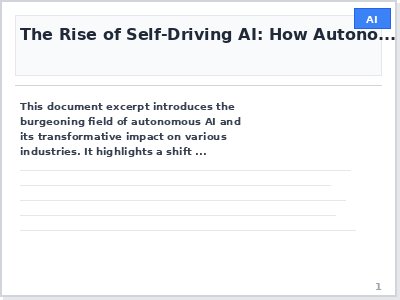 AI
The Rise of Self-Driving AI: How Autono...
This document excerpt introduces the
burgeoning field of autonomous AI and
its transformative impact on various
industries. It highlights a shift ...
1